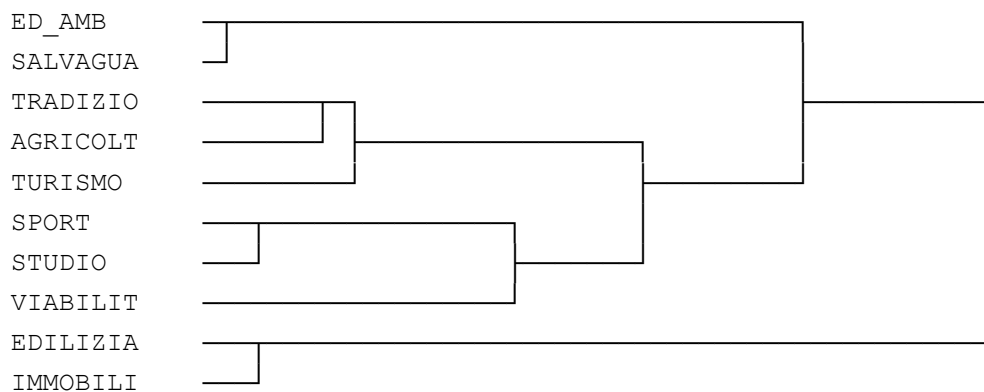 ED_AMB
SALVAGUA
TRADIZIO
AGRICOLT
TURISMO
SPORT
STUDIO
VIABILIT
EDILIZIA
IMMOBILI